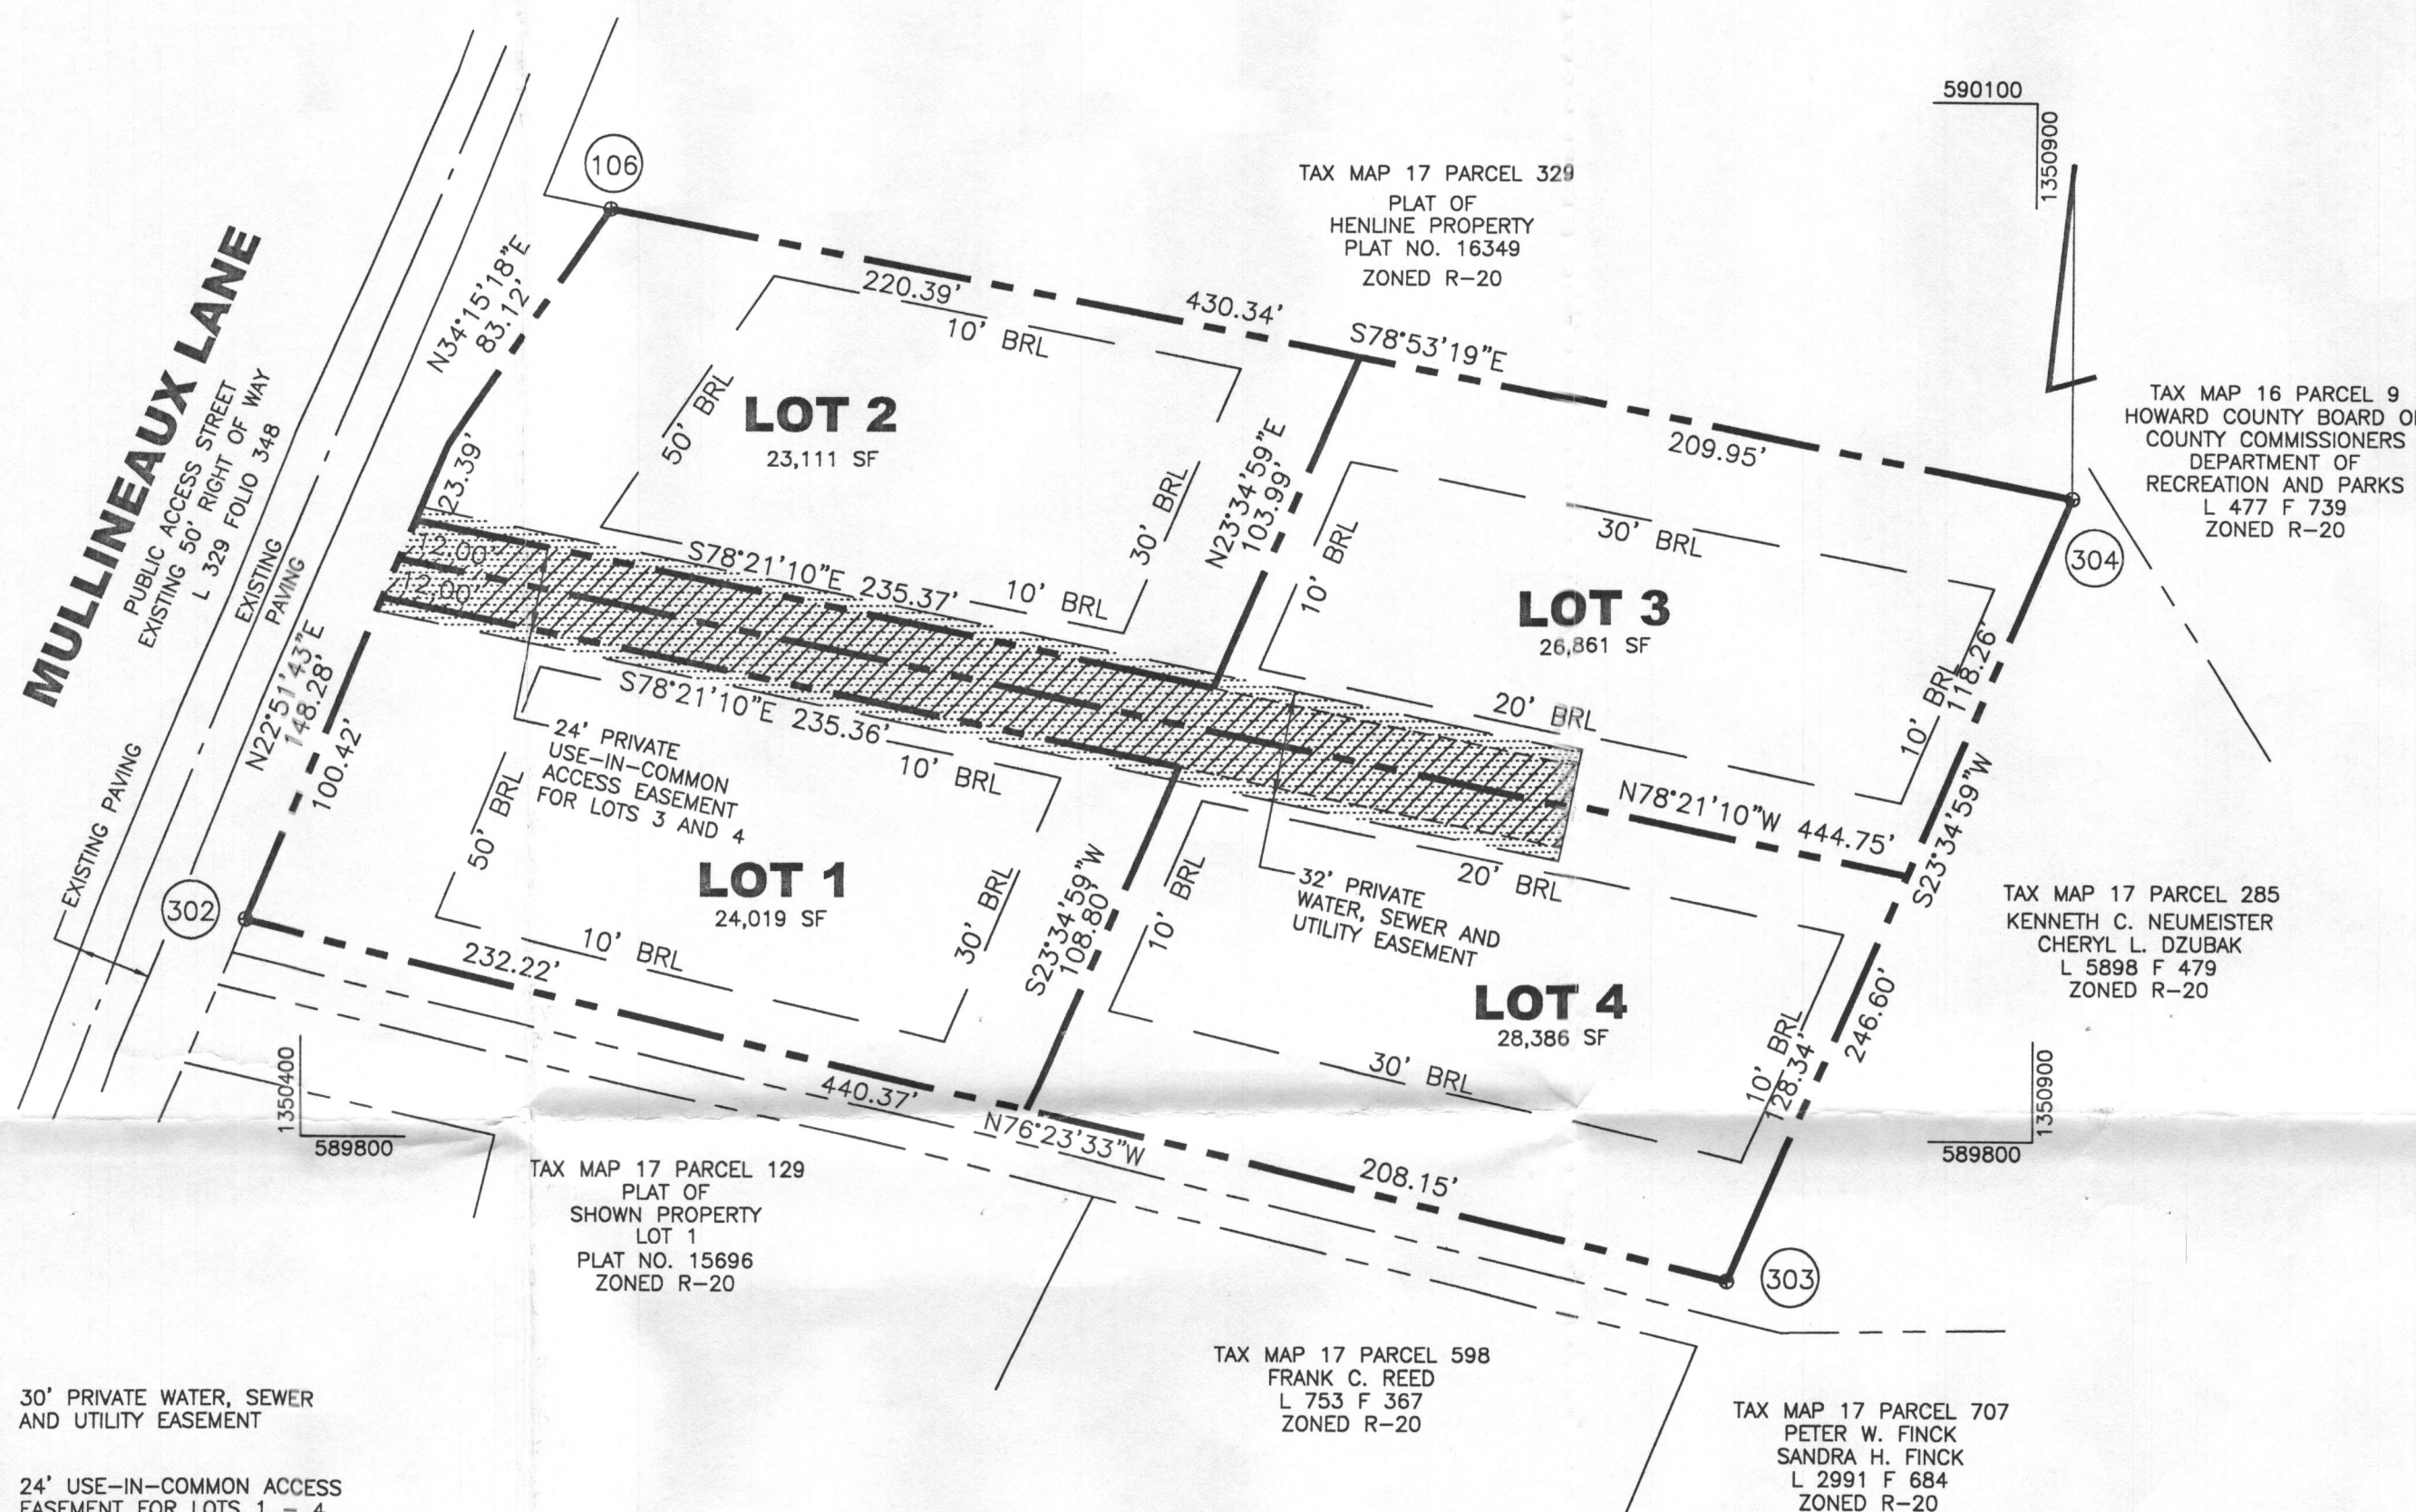 590100
1350900
106
TAX MAP 17 PARCEL 329
PLAT OF
HENLINE PROPERTY
PLAT NO. 16349
ZONED R-20
MULLINEAUX LANE
PUBLIC ACCESS STREET
EXISTING 50' RIGHT OF WAY
L 329 FOLIO 348
EXISTING
PAVING
N34°15'18"E
83.12'
220.39'
10' BRL
430.34'
S78°53'19"E
50' BRL
LOT 2
23,111 SF
23.39'
30' BRL
N23°34'59"E
103.99'
209.95'
TAX MAP 16 PARCEL 9
HOWARD COUNTY BOARD O
COUNTY COMMISSIONERS
DEPARTMENT OF
RECREATION AND PARKS
L 477 F 739
ZONED R-20
304
10' BRL
30' BRL
LOT 3
26,861 SF
12.00'
12.00'
S78°21'10"E 235.37'
10' BRL
118.26'
10' BRL
20' BRL
N22°51'43"E
148.28'
100.42'
S78°21'10"E 235.36'
10' BRL
24' PRIVATE
USE-IN-COMMON
ACCESS EASEMENT
FOR LOTS 3 AND 4
EXISTING PAVING
50' BRL
LOT 1
24,019 SF
30' BRL
S23°34'59"W
108.80'
10' BRL
N78°21'10"W 444.75'
S23°34'59"W
20' BRL
32' PRIVATE
WATER, SEWER AND
UTILITY EASEMENT
TAX MAP 17 PARCEL 285
KENNETH C. NEUMEISTER
CHERYL L. DZUBAK
L 5898 F 479
ZONED R-20
302
232.22'
10' BRL
LOT 4
28,386 SF
246.60'
10' BRL
128.34'
30' BRL
1350400
589800
440.37'
N76°23'33"W
208.15'
1350900
589800
303
TAX MAP 17 PARCEL 129
PLAT OF
SHOWN PROPERTY
LOT 1
PLAT NO. 15696
ZONED R-20
TAX MAP 17 PARCEL 598
FRANK C. REED
L 753 F 367
ZONED R-20
TAX MAP 17 PARCEL 707
PETER W. FINCK
SANDRA H. FINCK
L 2991 F 684
ZONED R-20
30' PRIVATE WATER, SEWER
AND UTILITY EASEMENT
24' USE-IN-COMMON ACCESS
EASEMENT FOR LOTS 1 - 4